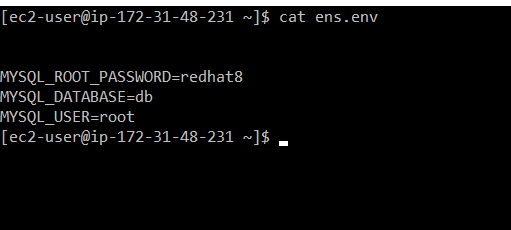 [ec2-user@ip-172-31-48-231 ~]$ cat ens.env
MYSQL_ROOT_PASSWORD=redhat8
MYSQL_DATABASE=db
MYSQL_USER=root
[ec2-user@ip-172-31-48-231 ~]$